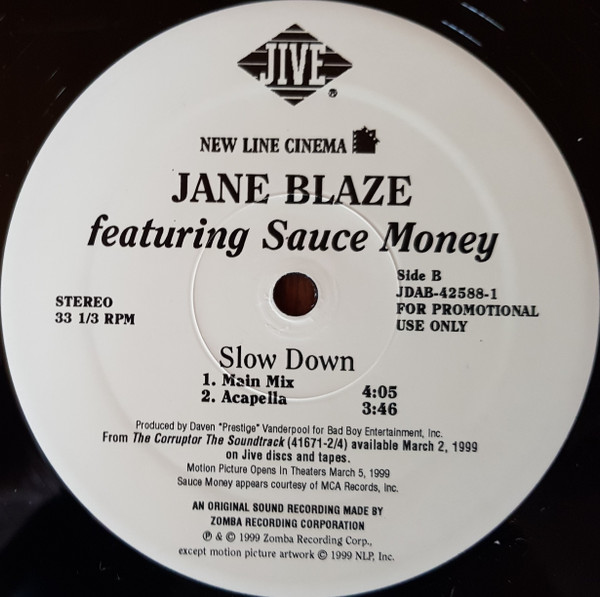 JIVE
®
NEW LINE CINEMA
JANE BLAZE
featuring Sauce Money
Side B
JDAB-42588-1
FOR PROMOTIONAL
USE ONLY
STEREO
33 1/3 RPM
Slow Down
1. Main Mix 4:05
2. Acapella 3:46
Produced by Daven "Prestige" Vanderpool for Bad Boy Entertainment, Inc.
From The Corruptor The Soundtrack (41671-2/4) available March 2, 1999
on Jive discs and tapes.
Motion Picture Opens In Theaters March 5, 1999
Sauce Money appears courtesy of MCA Records, Inc.
AN ORIGINAL SOUND RECORDING MADE BY
ZOMBA RECORDING CORPORATION
℗ & © 1999 Zomba Recording Corp.,
except motion picture artwork © 1999 NLP, Inc.